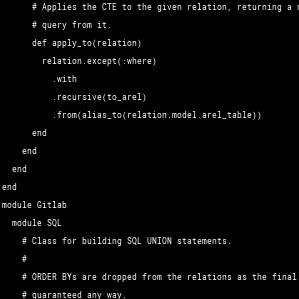 # Applies the CTE to the given relation, returning a
# query from it.
def apply_to(relation)
relation.except(:where)
.with
.recursive(to_arel)
.from(alias_to(relation.model.arel_table))
end
end
end
end
module Gitlab
module SQL
# Class for building SQL UNION statements.
#
# ORDER BYs are dropped from the relations as the final
# guaranteed any way.